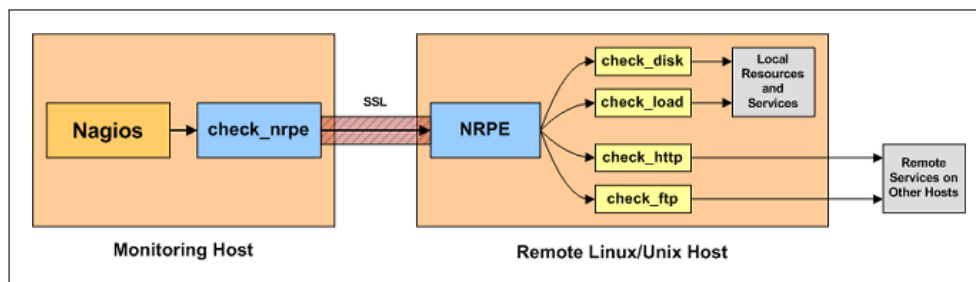 Nagios
check_nrpe
SSL
NRPE
check_disk
check_load
check_http
check_ftp
Local
Resources
and
Services
Remote
Services on
Other Hosts
Monitoring Host
Remote Linux/Unix Host